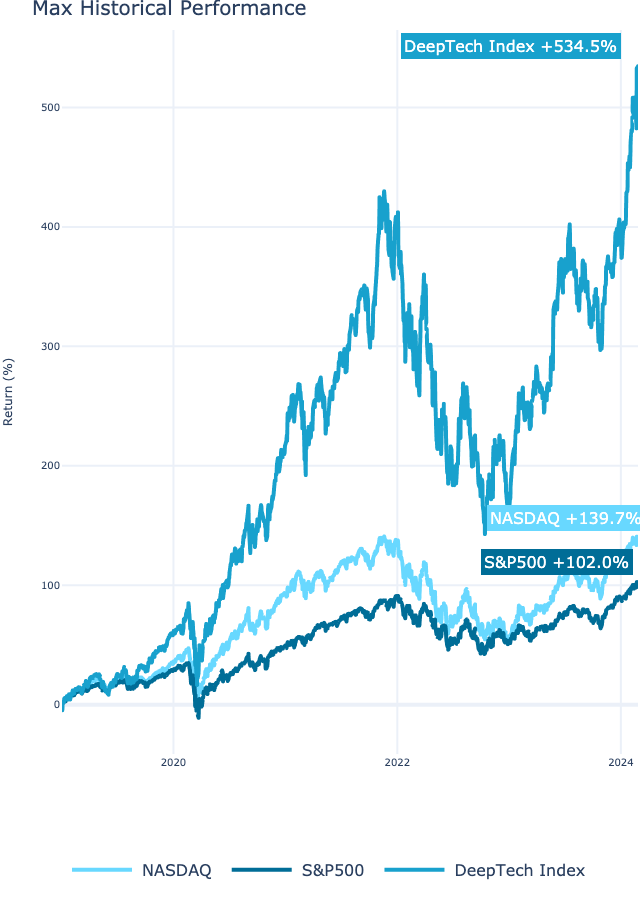 Max Historical Performance
DeepTech Index +534.5%
500
400
300
Return (%)
200
NASDAQ +139.7%
S&P500 +102.0%
100
0
2020
2022
2024
NASDAQ
S&P500
DeepTech Index